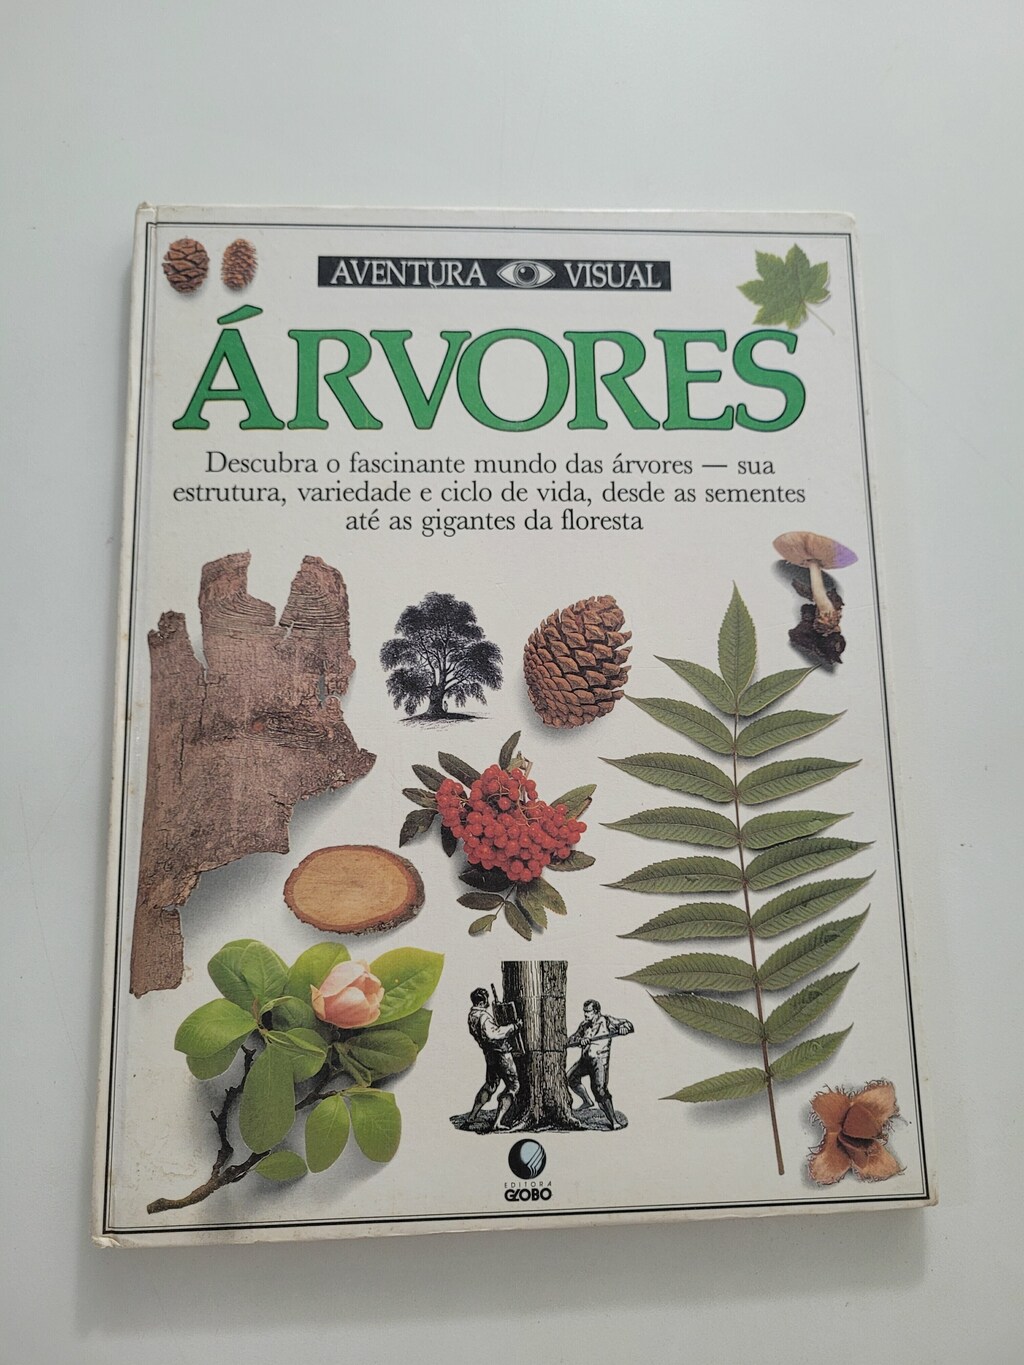 AVENTURA VISUAL
ÁRVORES
Descubra o fascinante mundo das árvores — sua
estrutura, variedade e ciclo de vida, desde as sementes
até as gigantes da floresta
EDITORA
GLOBO